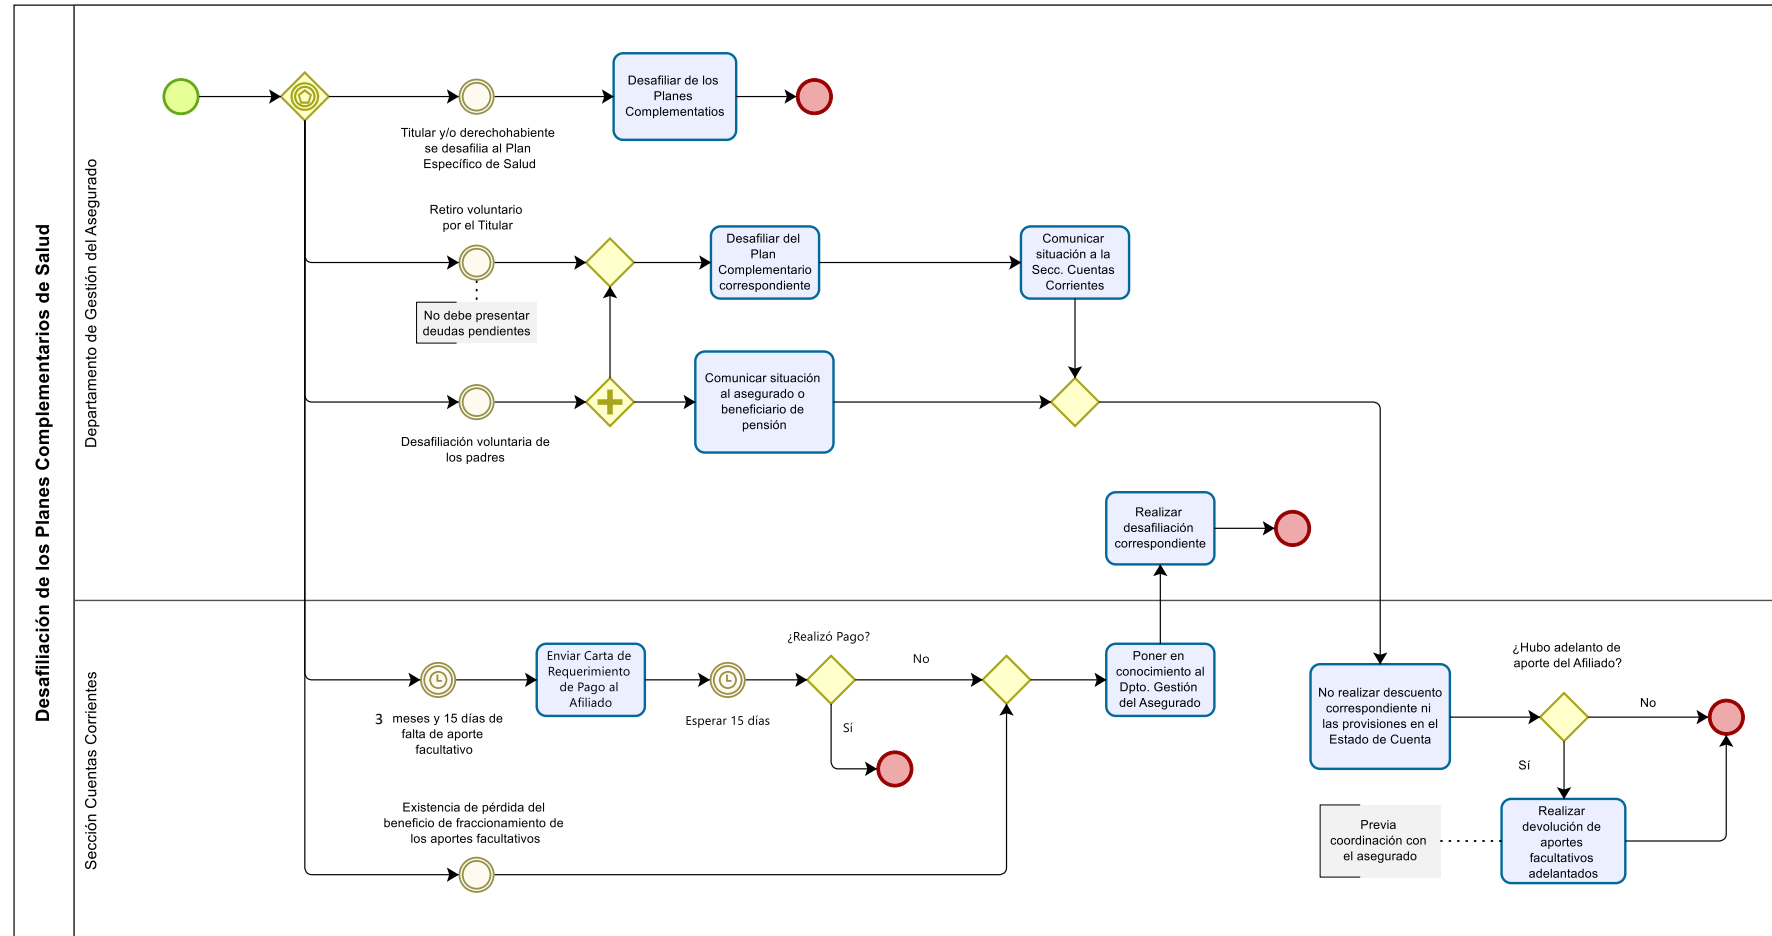 Desafiliación de los Planes Complementarios de Salud
Departamento de Gestión del Asegurado
Desafiliar de los
Planes
Complementatios
Titular y/o derechohabiente
se desafilia al Plan
Específico de Salud
Retiro voluntario
por el Titular
Desafiliar del
Plan
Complementario
correspondiente
Comunicar
situación a la
Secc. Cuentas
Corrientes
No debe presentar
deudas pendientes
Comunicar situación
al asegurado o
beneficiario de
pensión
Desafiliación voluntaria de
los padres
Realizar
desafiliación
correspondiente
Sección Cuentas Corrientes
¿Realizó Pago?
Enviar Carta de
Requerimiento
de Pago al
Afiliado
No
Poner en
conocimiento al
Dpto. Gestión
del Asegurado
3 meses y 15 días de
falta de aporte
facultativo
Esperar 15 días
Sí
¿Hubo adelanto de
aporte del Afiliado?
No realizar descuento
correspondiente ni
las provisiones en el
Estado de Cuenta
No
Sí
Existencia de pérdida del
beneficio de fraccionamiento de
los aportes facultativos
Previa
coordinación con
el asegurado
Realizar
devolución de
aportes
facultativos
adelantados